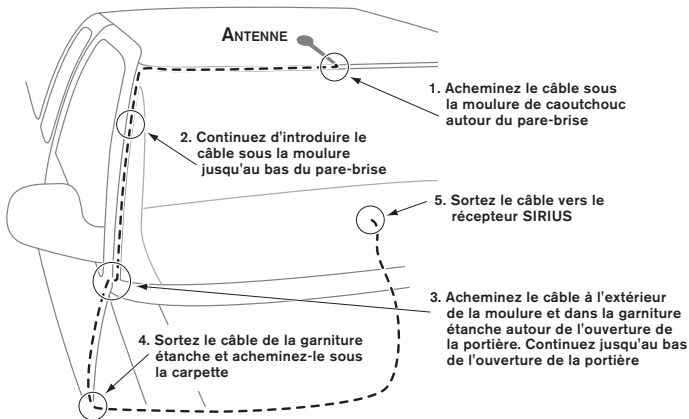 ANTENNE
1. Acheminez le câble sous
la moulure de caoutchouc
autour du pare-brise
2. Continuez d'introduire le
câble sous la moulure
jusqu'au bas du pare-brise
5. Sortez le câble vers le
récepteur SIRIUS
3. Acheminez le câble à l'extérieur
de la moulure et dans la garniture
étanche autour de l'ouverture de
la portière. Continuez jusqu'au bas
de l'ouverture de la portière
4. Sortez le câble de la garniture
étanche et acheminez-le sous
la carpette